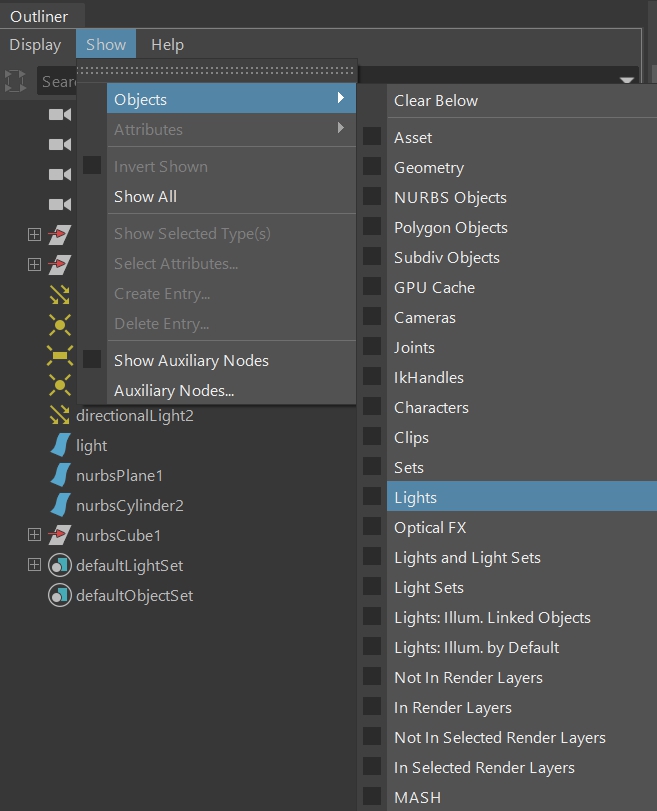 Outliner
Display Show Help
Sear
Objects
Attributes
Invert Shown
Show All
Show Selected Type(s)
Select Attributes...
Create Entry...
Delete Entry...
Show Auxiliary Nodes
Auxiliary Nodes...
directionalLight2
light
nurbsPlane1
nurbsCylinder2
nurbsCube1
defaultLightSet
defaultObjectSet
Clear Below
Asset
Geometry
NURBS Objects
Polygon Objects
Subdiv Objects
GPU Cache
Cameras
Joints
IkHandles
Characters
Clips
Sets
Lights
Optical FX
Lights and Light Sets
Light Sets
Lights: Illum. Linked Objects
Lights: Illum. by Default
Not In Render Layers
In Render Layers
Not In Selected Render Layers
In Selected Render Layers
MASH